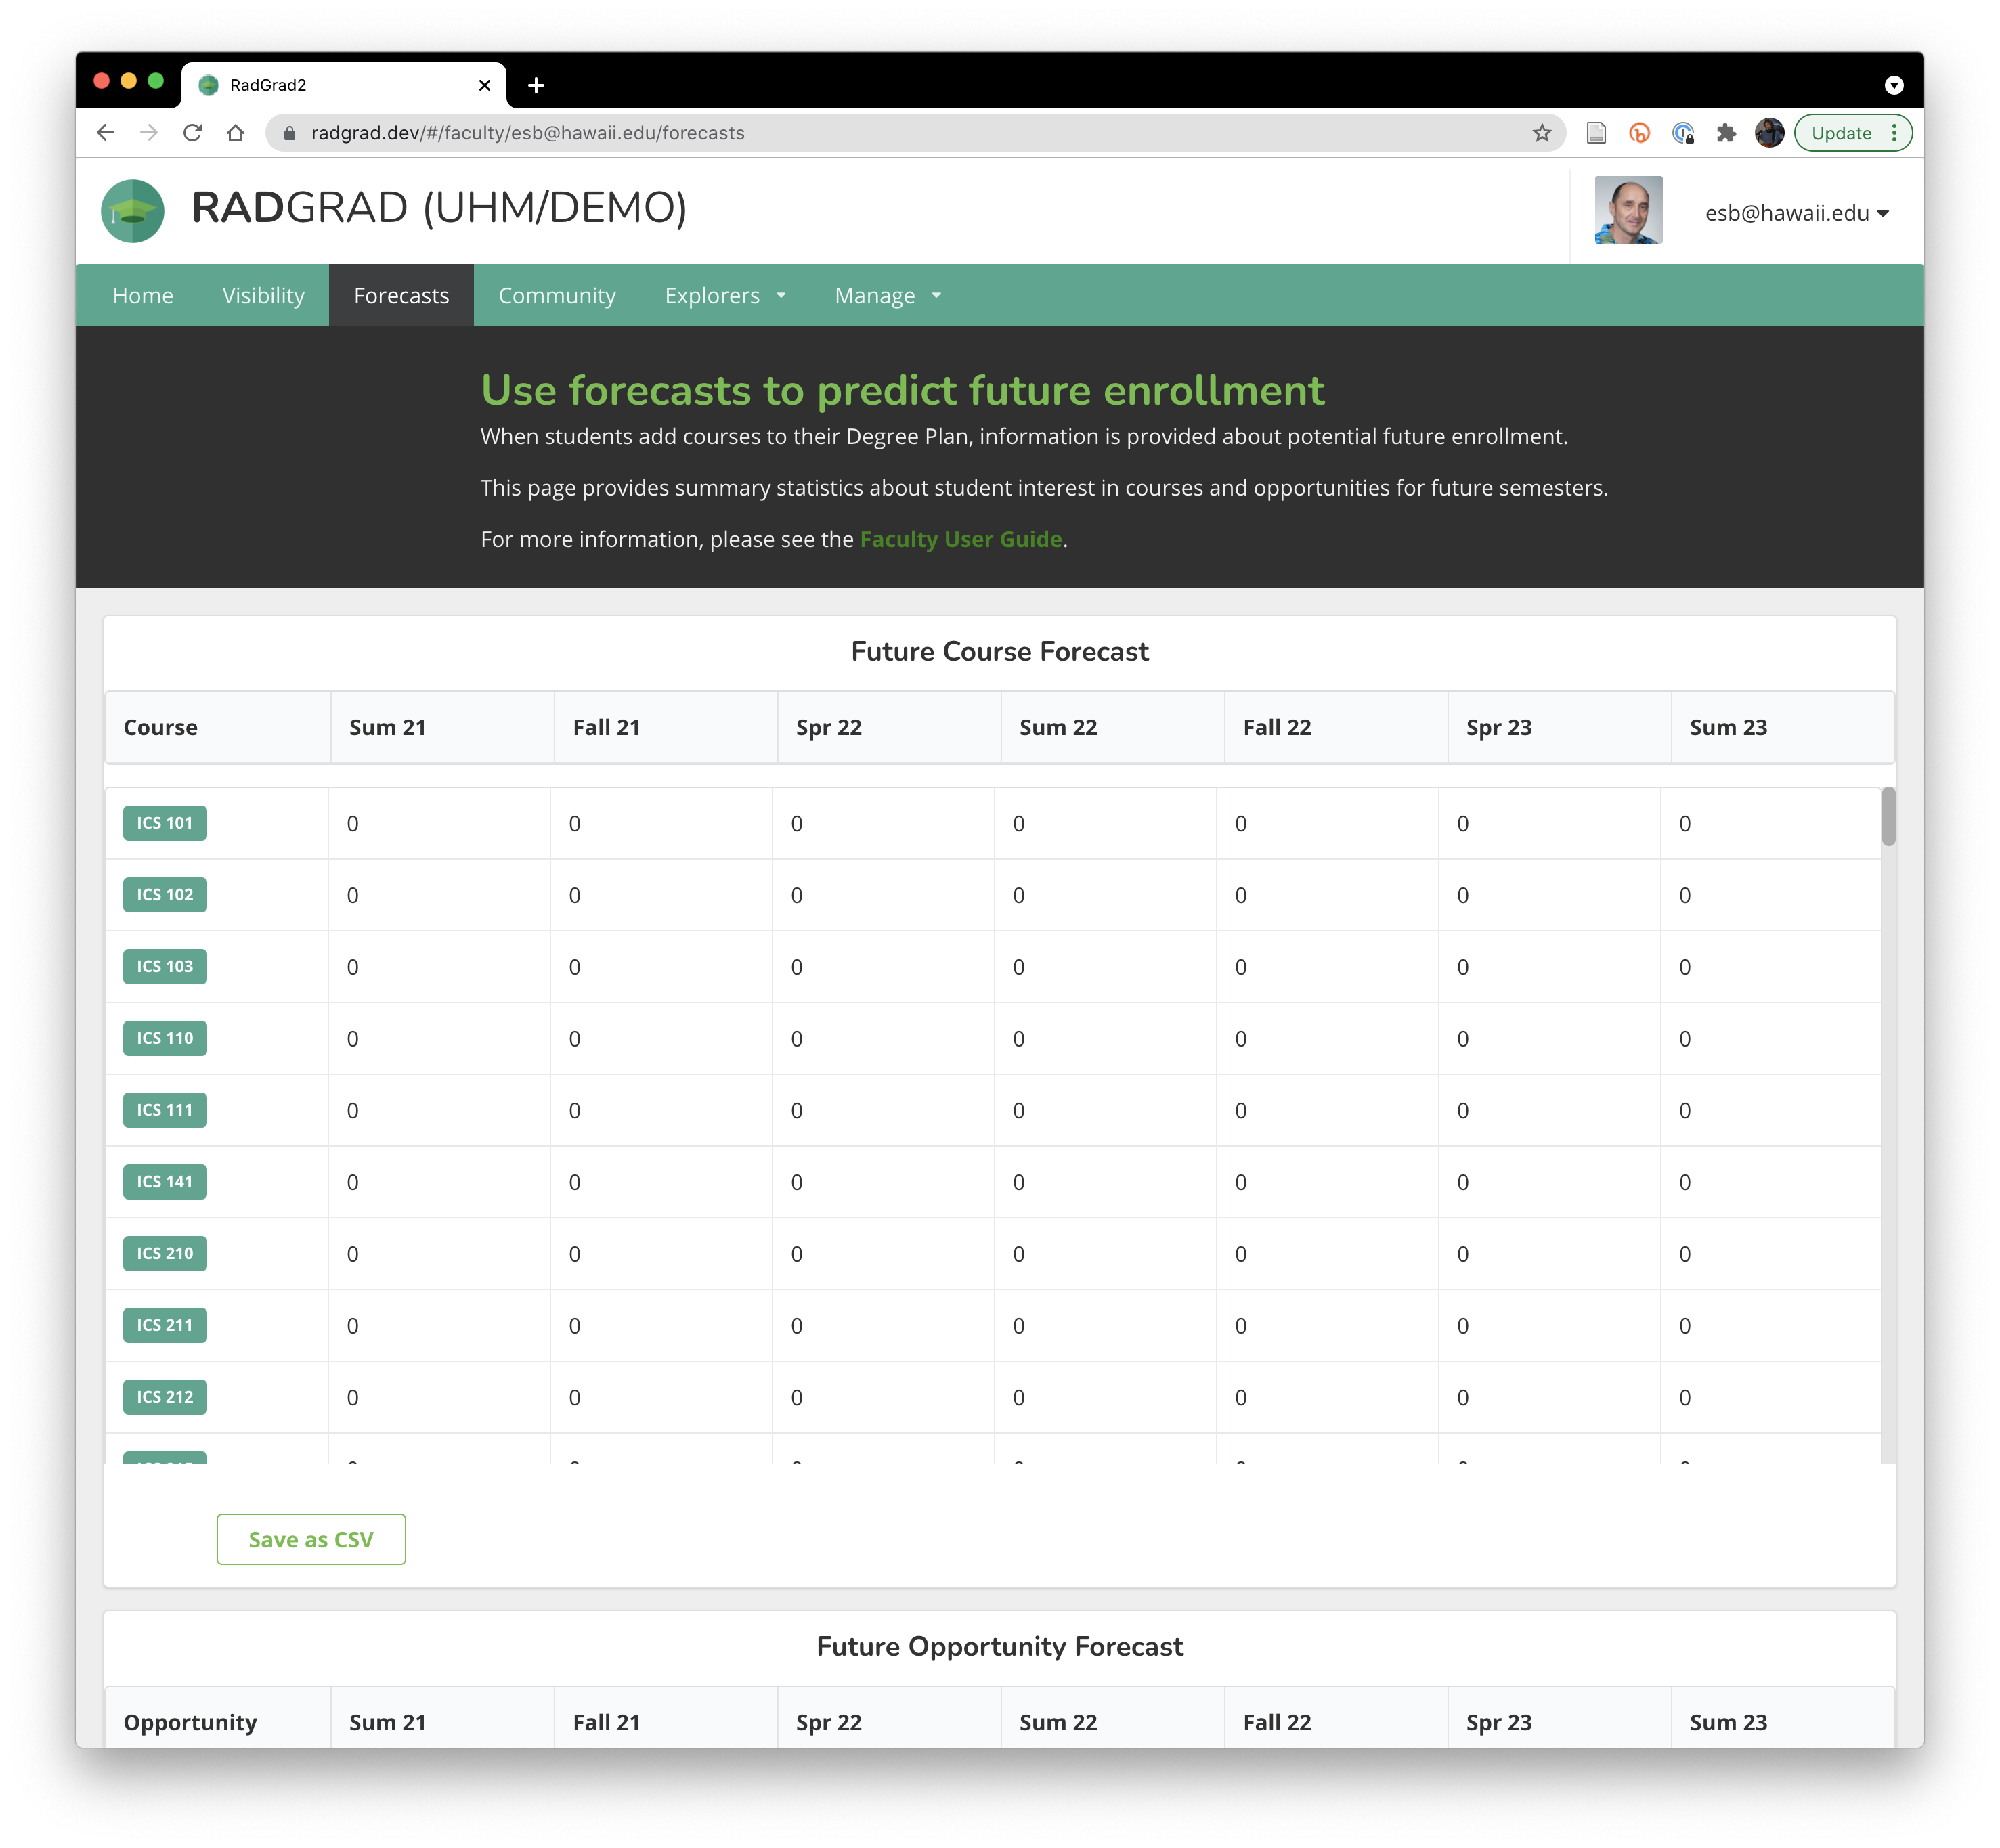 RadGrad2
radgrad.dev/#/faculty/esb@hawaii.edu/forecasts
Update
RADGRAD (UHM/DEMO)
esb@hawaii.edu
Home Visibility Forecasts Community Explorers Manage
Use forecasts to predict future enrollment
When students add courses to their Degree Plan, information is provided about potential future enrollment.
This page provides summary statistics about student interest in courses and opportunities for future semesters.
For more information, please see the Faculty User Guide.
Future Course Forecast
Course Sum 21 Fall 21 Spr 22 Sum 22 Fall 22 Spr 23 Sum 23
ICS 101 0 0 0 0 0 0 0
ICS 102 0 0 0 0 0 0 0
ICS 103 0 0 0 0 0 0 0
ICS 110 0 0 0 0 0 0 0
ICS 111 0 0 0 0 0 0 0
ICS 141 0 0 0 0 0 0 0
ICS 210 0 0 0 0 0 0 0
ICS 211 0 0 0 0 0 0 0
ICS 212 0 0 0 0 0 0 0
Save as CSV
Future Opportunity Forecast
Opportunity Sum 21 Fall 21 Spr 22 Sum 22 Fall 22 Spr 23 Sum 23